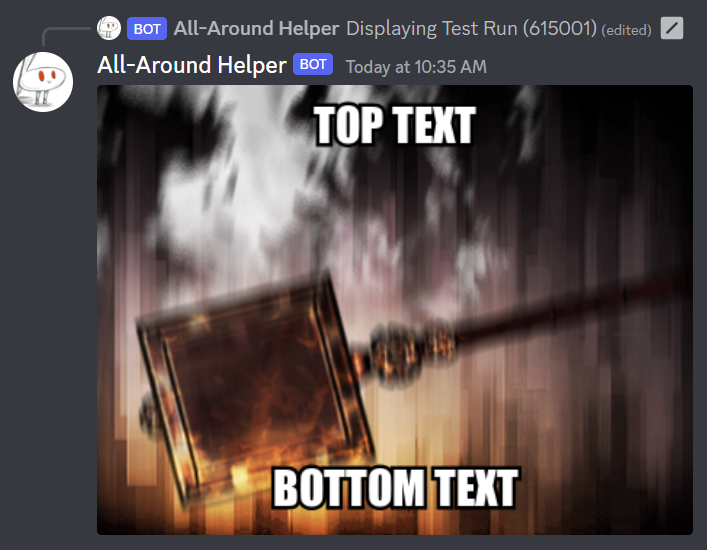 BOT All-Around Helper Displaying Test Run (615001) (edited)
All-Around Helper BOT Today at 10:35 AM
TOP TEXT
BOTTOM TEXT